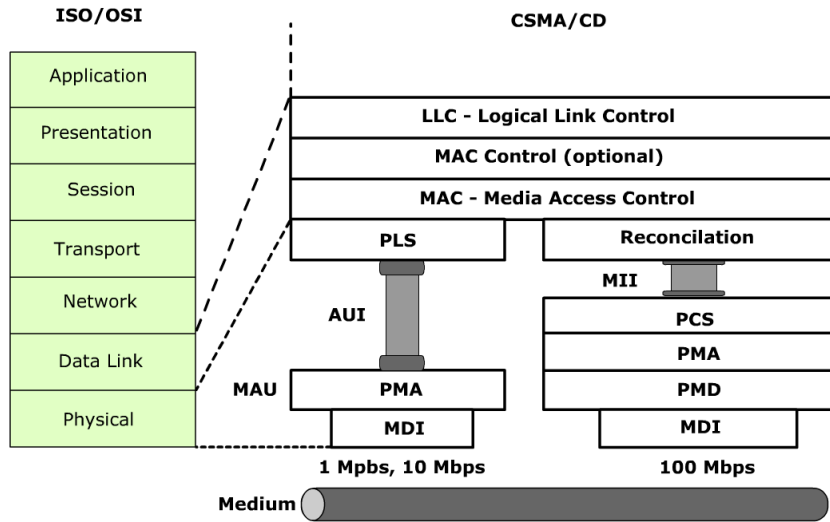 ISO/OSI
CSMA/CD
Application
Presentation
Session
Transport
Network
Data Link
Physical
LLC - Logical Link Control
MAC Control (optional)
MAC - Media Access Control
PLS
Reconcilation
AUI
MII
PCS
PMA
MAU
PMA
PMD
MDI
MDI
1 Mpbs, 10 Mbps
100 Mbps
Medium